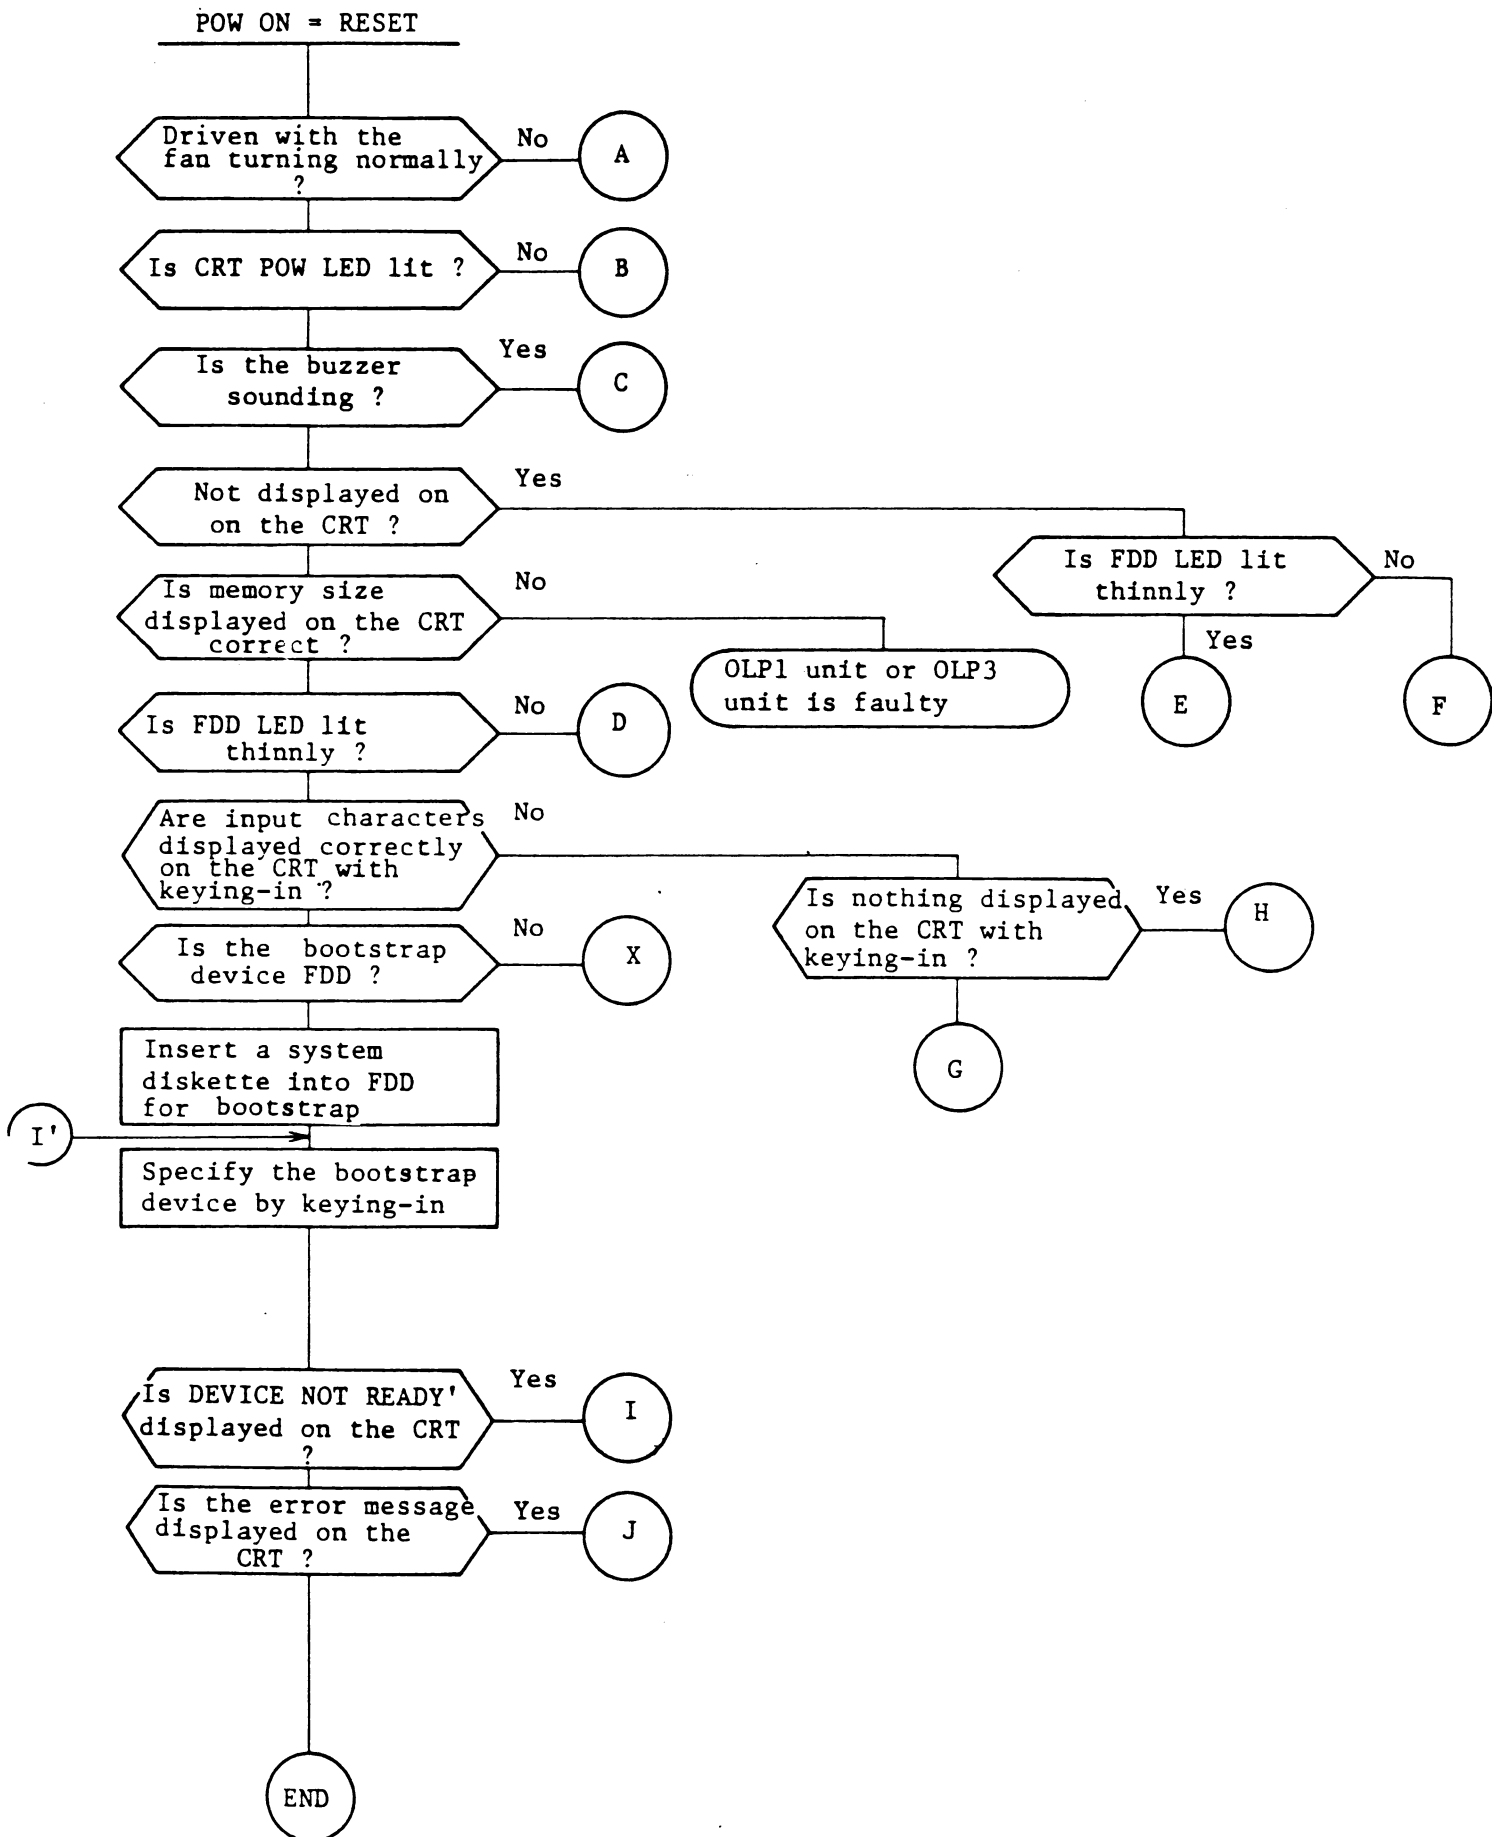 POW ON = RESET
Driven with the
fan turning normally
?
No
A
Is CRT POW LED lit ?
No
B
Is the buzzer
sounding ?
Yes
C
Not displayed on
on the CRT ?
Yes
Is FDD LED lit
thinnly ?
No
Yes
E
F
Is memory size
displayed on the CRT
correct ?
No
OLP1 unit or OLP3
unit is faulty
Is FDD LED lit
thinnly ?
No
D
Are input characters
displayed correctly
on the CRT with
keying-in ?
No
Is nothing displayed
on the CRT with
keying-in ?
Yes
H
G
Is the bootstrap
device FDD ?
No
X
Insert a system
diskette into FDD
for bootstrap
I'
Specify the bootstrap
device by keying-in
Is DEVICE NOT READY'
displayed on the CRT
?
Yes
I
Is the error message
displayed on the
CRT ?
Yes
J
END